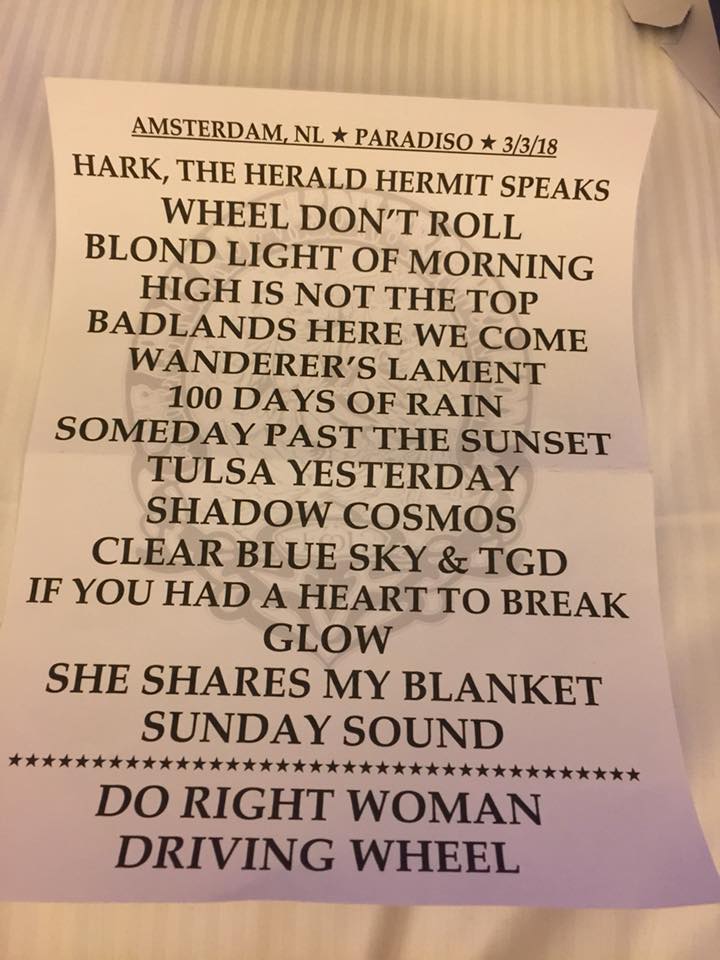 AMSTERDAM, NL ★ PARADISO ★ 3/3/18
HARK, THE HERALD HERMIT SPEAKS
WHEEL DON'T ROLL
BLOND LIGHT OF MORNING
HIGH IS NOT THE TOP
BADLANDS HERE WE COME
WANDERER'S LAMENT
100 DAYS OF RAIN
SOMEDAY PAST THE SUNSET
TULSA YESTERDAY
SHADOW COSMOS
CLEAR BLUE SKY & TGD
IF YOU HAD A HEART TO BREAK
GLOW
SHE SHARES MY BLANKET
SUNDAY SOUND
****************************************
DO RIGHT WOMAN
DRIVING WHEEL